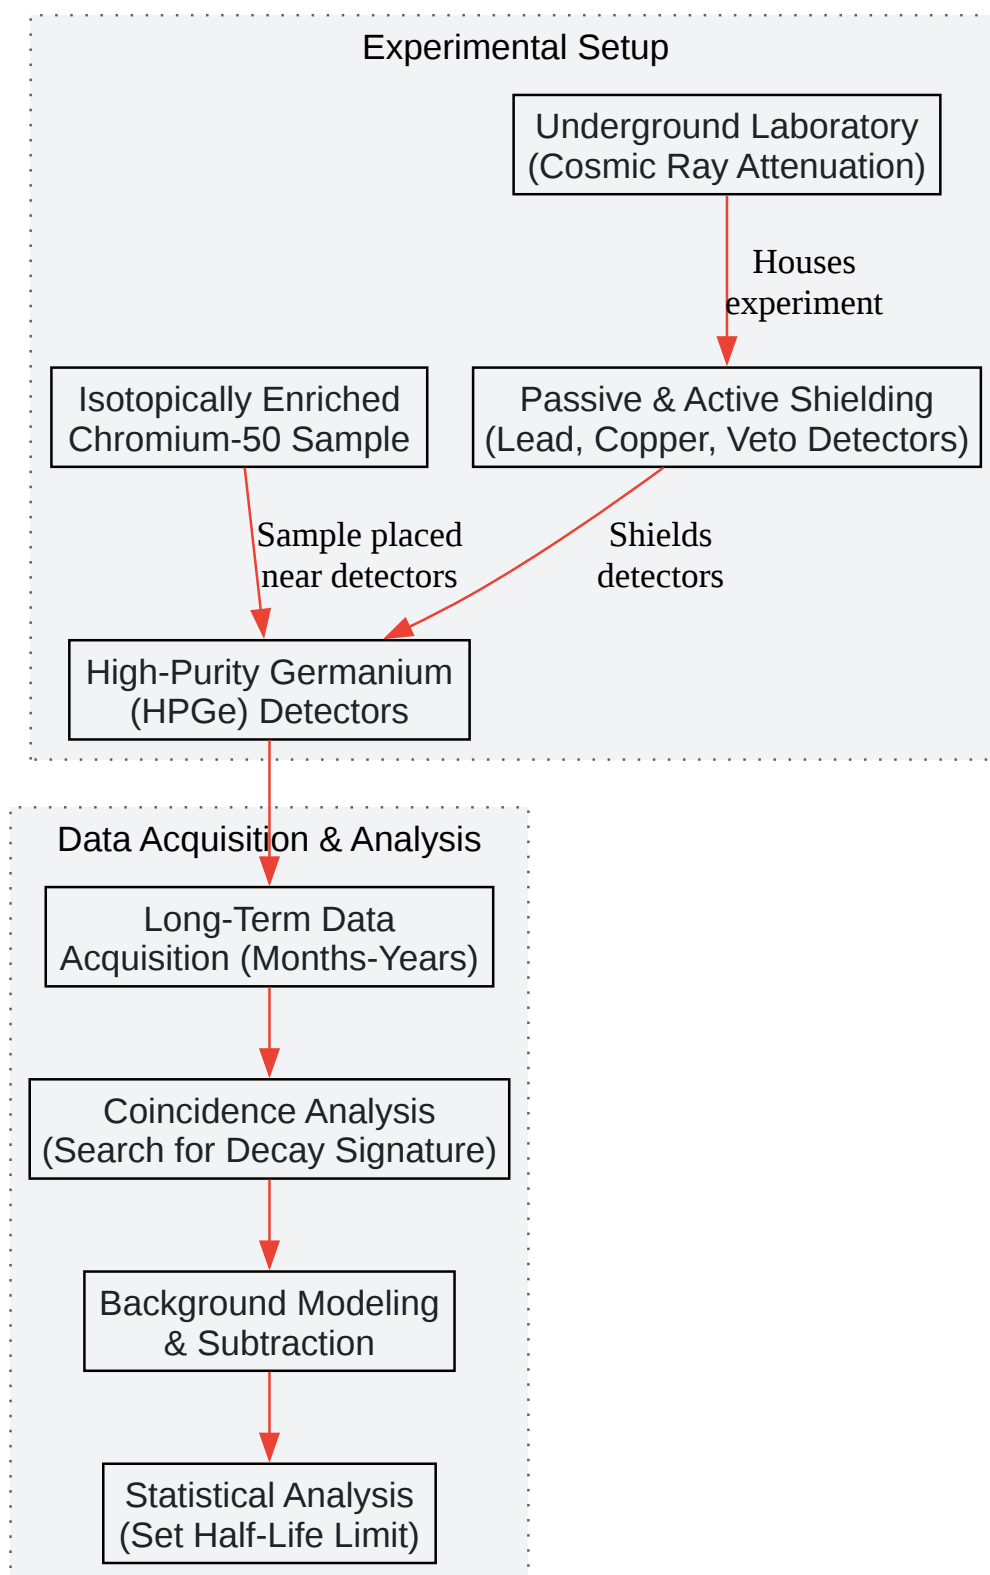 Experimental Setup
Underground Laboratory
(Cosmic Ray Attenuation)
Houses
experiment
Isotopically Enriched
Chromium-50 Sample
Passive & Active Shielding
(Lead, Copper, Veto Detectors)
Sample placed
near detectors
Shields
detectors
High-Purity Germanium
(HPGe) Detectors
Data Acquisition & Analysis
Long-Term Data
Acquisition (Months-Years)
Coincidence Analysis
(Search for Decay Signature)
Background Modeling
& Subtraction
Statistical Analysis
(Set Half-Life Limit)